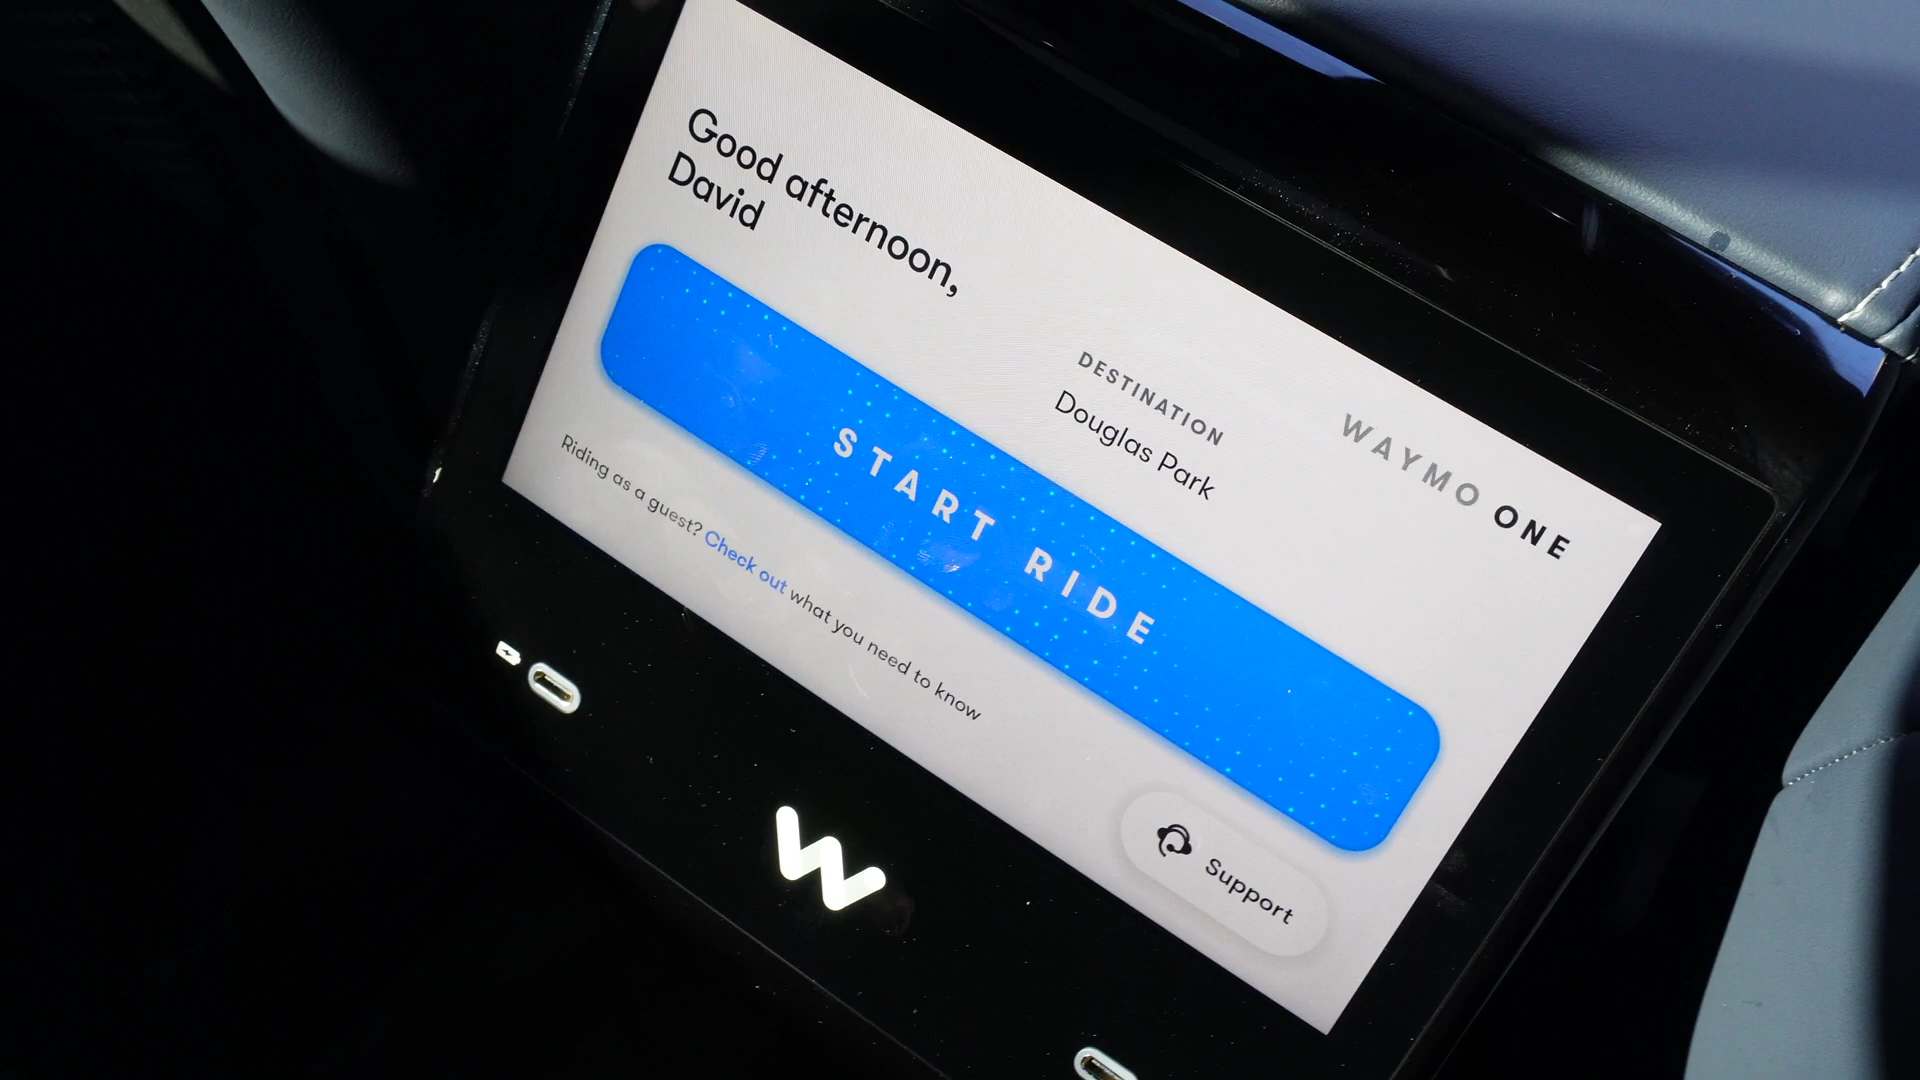 Good afternoon,
David
DESTINATION
Douglas Park
WAYMO ONE
START RIDE
Riding as a guest? Check out what you need to know
Support